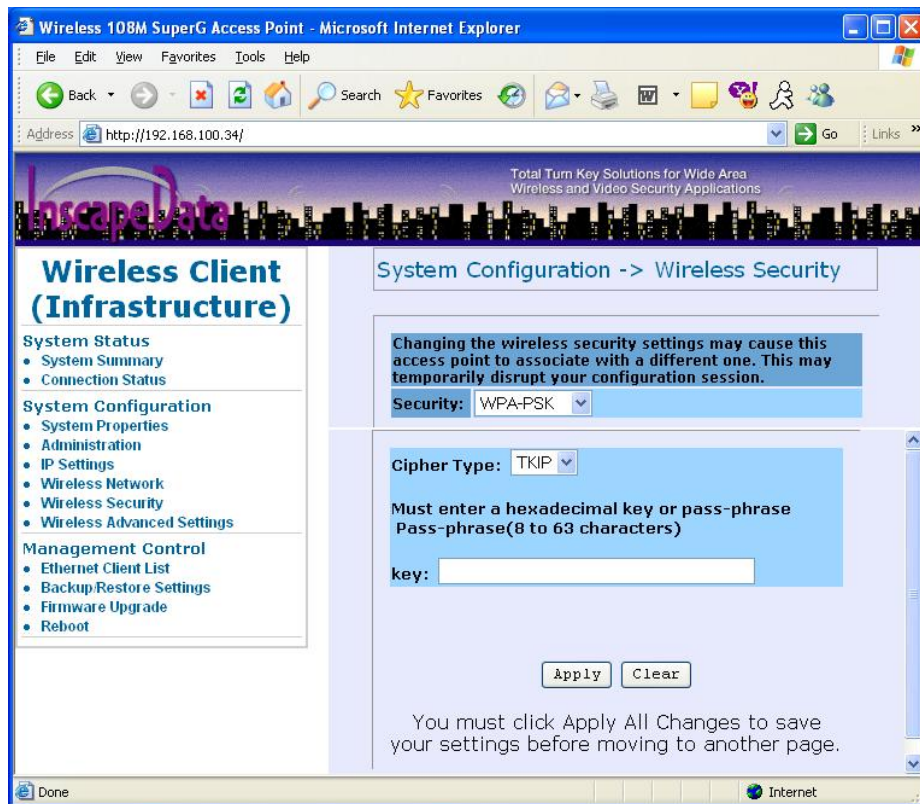 Wireless 108M SuperG Access Point - Microsoft Internet Explorer
File Edit View Favorites Tools Help
Back Search Favorites
Address http://192.168.100.34/ Go Links »
InscapeData
Total Turn Key Solutions for Wide Area
Wireless and Video Security Applications
Wireless Client
(Infrastructure)
System Status
• System Summary
• Connection Status
System Configuration
• System Properties
• Administration
• IP Settings
• Wireless Network
• Wireless Security
• Wireless Advanced Settings
Management Control
• Ethernet Client List
• Backup/Restore Settings
• Firmware Upgrade
• Reboot
System Configuration -> Wireless Security
Changing the wireless security settings may cause this
access point to associate with a different one. This may
temporarily disrupt your configuration session.
Security: WPA-PSK
Cipher Type: TKIP
Must enter a hexadecimal key or pass-phrase
Pass-phrase(8 to 63 characters)
key:
Apply Clear
You must click Apply All Changes to save
your settings before moving to another page.
Done Internet